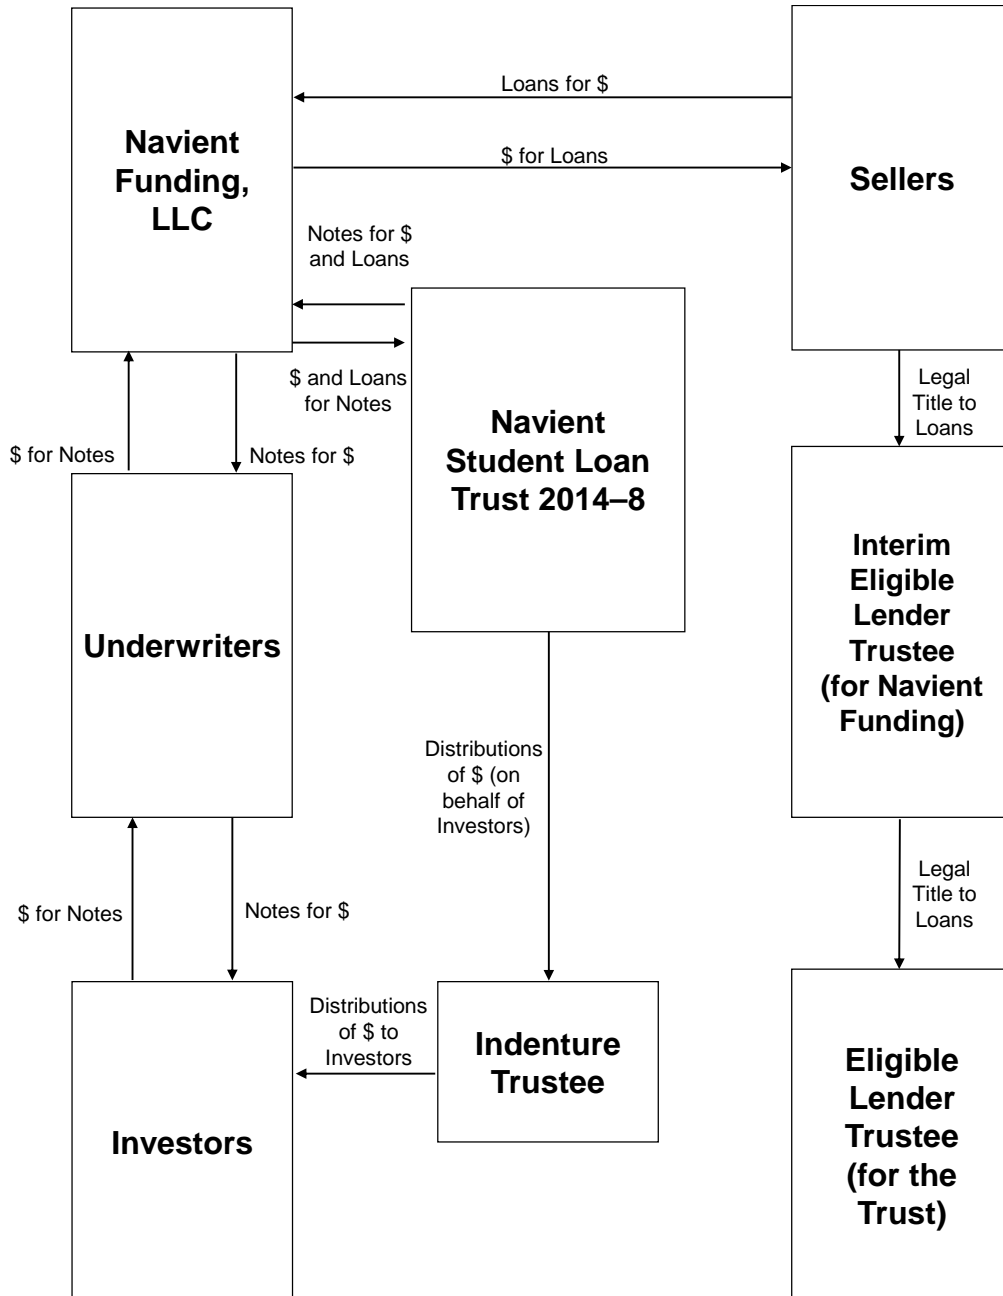 Loans for $
Navient
Funding,
LLC
$ for Loans
Sellers
Notes for $
and Loans
$ and Loans
for Notes
Legal
Title to
Loans
Navient
Student Loan
Trust 2014–8
$ for Notes
Notes for $
Interim
Eligible
Lender
Trustee
(for Navient
Funding)
Underwriters
Distributions
of $ (on
behalf of
Investors)
$ for Notes
Notes for $
Legal
Title to
Loans
Distributions
of $ to
Investors
Indenture
Trustee
Investors
Eligible
Lender
Trustee
(for the
Trust)